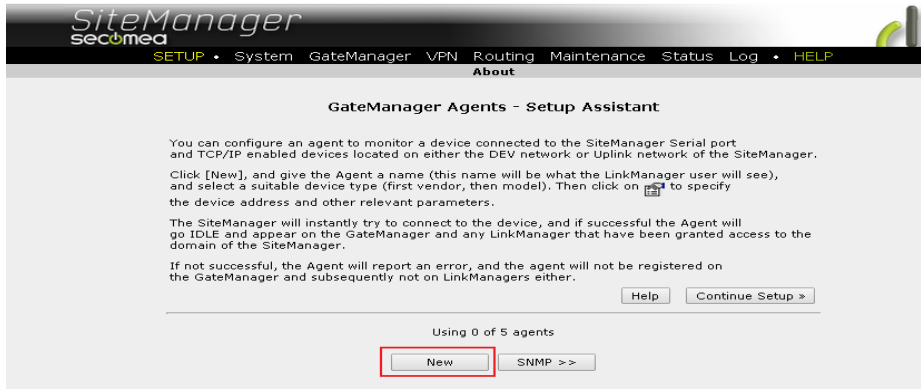 SiteManager
secomea
SETUP • System GateManager VPN Routing Maintenance Status Log • HELP
About
GateManager Agents - Setup Assistant
You can configure an agent to monitor a device connected to the SiteManager Serial port
and TCP/IP enabled devices located on either the DEV network or Uplink network of the SiteManager.
Click [New], and give the Agent a name (this name will be what the LinkManager user will see),
and select a suitable device type (first vendor, then model). Then click on to specify
the device address and other relevant parameters.
The SiteManager will instantly try to connect to the device, and if successful the Agent will
go IDLE and appear on the GateManager and any LinkManager that have been granted access to the
domain of the SiteManager.
If not successful, the Agent will report an error, and the agent will not be registered on
the GateManager and subsequently not on LinkManagers either.
Help Continue Setup »
Using 0 of 5 agents
New SNMP >>